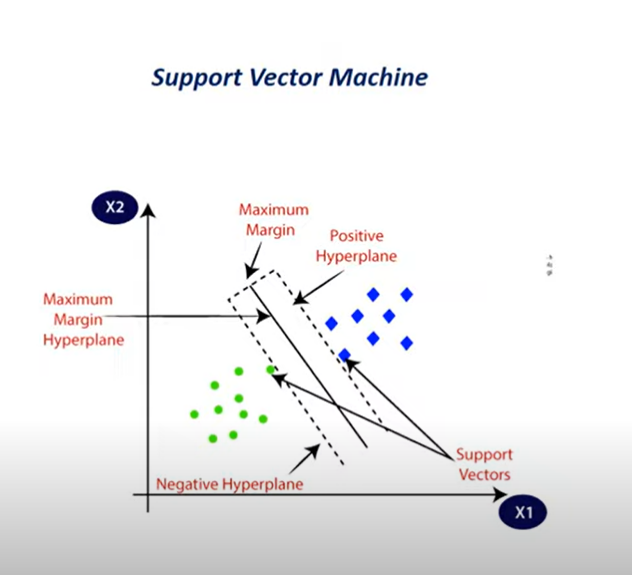 Support Vector Machine
X2
Maximum
Margin
Positive
Hyperplane
Maximum
Margin
Hyperplane
Support
Vectors
Negative Hyperplane
X1